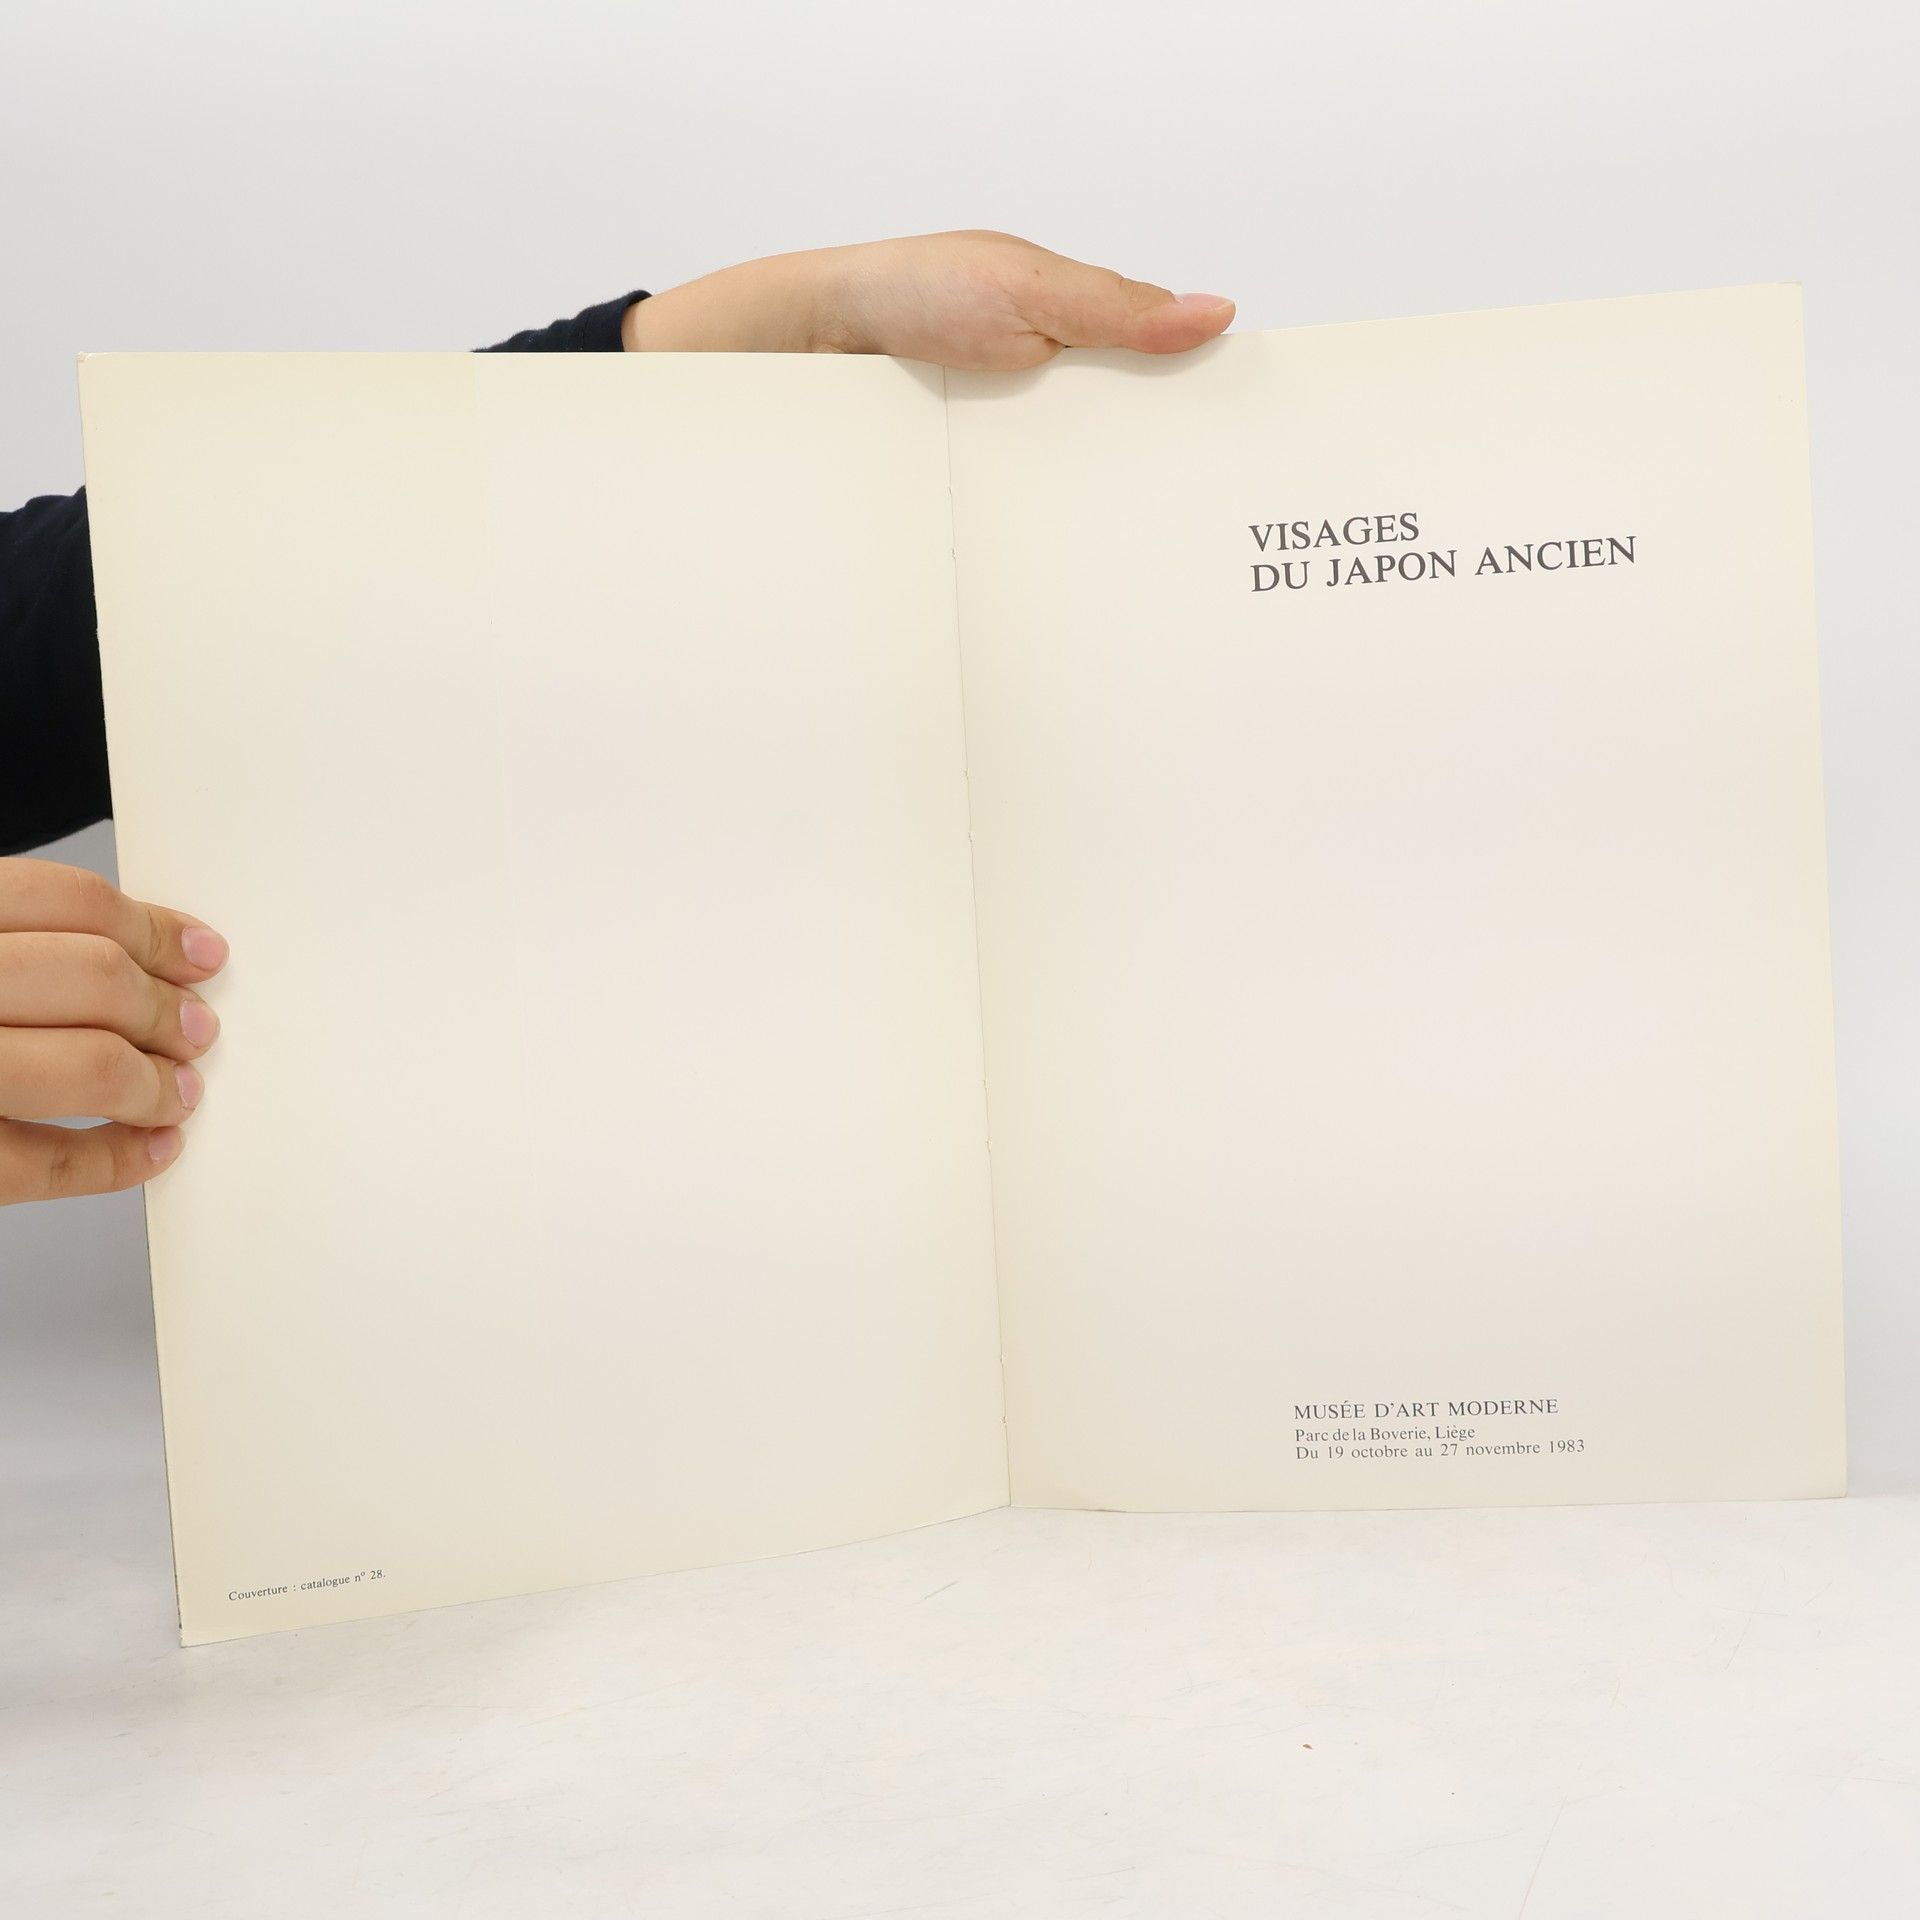 Couverture : catalogue nº 28.
VISAGES
DU JAPON ANCIEN
MUSÉE D'ART MODERNE
Parc de la Boverie, Liège
Du 19 octobre au 27 novembre 1983